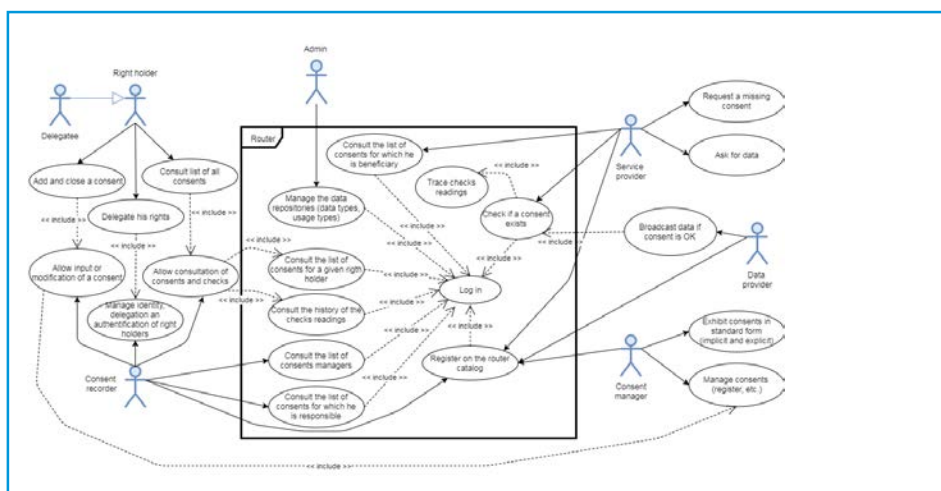 Admin
Right holder
Delegatee
Router
Consult the list of
consents for which he
is beneficiary
Service
provider
Request a missing
consent
Ask for data
Add and close a consent
Consult list of all
consents
<< include >>
Trace checks
readings
Manage the data
repositories (data types,
usage types)
Check if a consent
exists
Delegate his rights
Broadcast data if
consent is OK
<< include >>
<< include >>
<< include >>
<< include >>
<< include >>
<< include >>
<< include >>
Data
provider
Allow input or
modification of a consent
Allow consultation of
consents and checks
Consult the list of
consents for a given righ
holder
<< include >>
Log in
<< include >>
Manage identity,
delegation an
authentification of right
holders
Consult the history of the
checks readings
<< include >>
<< include >>
<< include >>
Exhibit consents in
standard form
(implicit and explicit)
Consult the list of
consents managers
Register on the router
catalog
Consent
recorder
Consent
manager
Consult the list of
consents for which he
is responsible
<< include >>
Manage consents
(register, etc.)
<< include >>